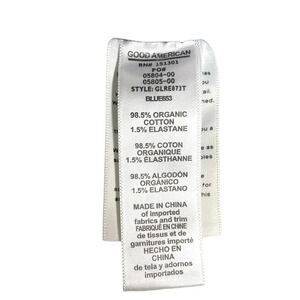 GOOD AMERICAN
RN# 151301
PO#
05804-00
05805-00
STYLE: GLRE873T
BLUE653
98.5% ORGANIC
COTTON
1.5% ELASTANE
98.5% COTON
ORGANIQUE
1.5% ÉLASTHANNE
98.5% ALGODÓN
ORGÁNICO
1.5% ELASTANO
MADE IN CHINA
of imported
fabrics and trim
FABRIQUÉ EN CHINE
de tissus et de
garnitures importé
HECHO EN
CHINA
de tela y adornos
importados